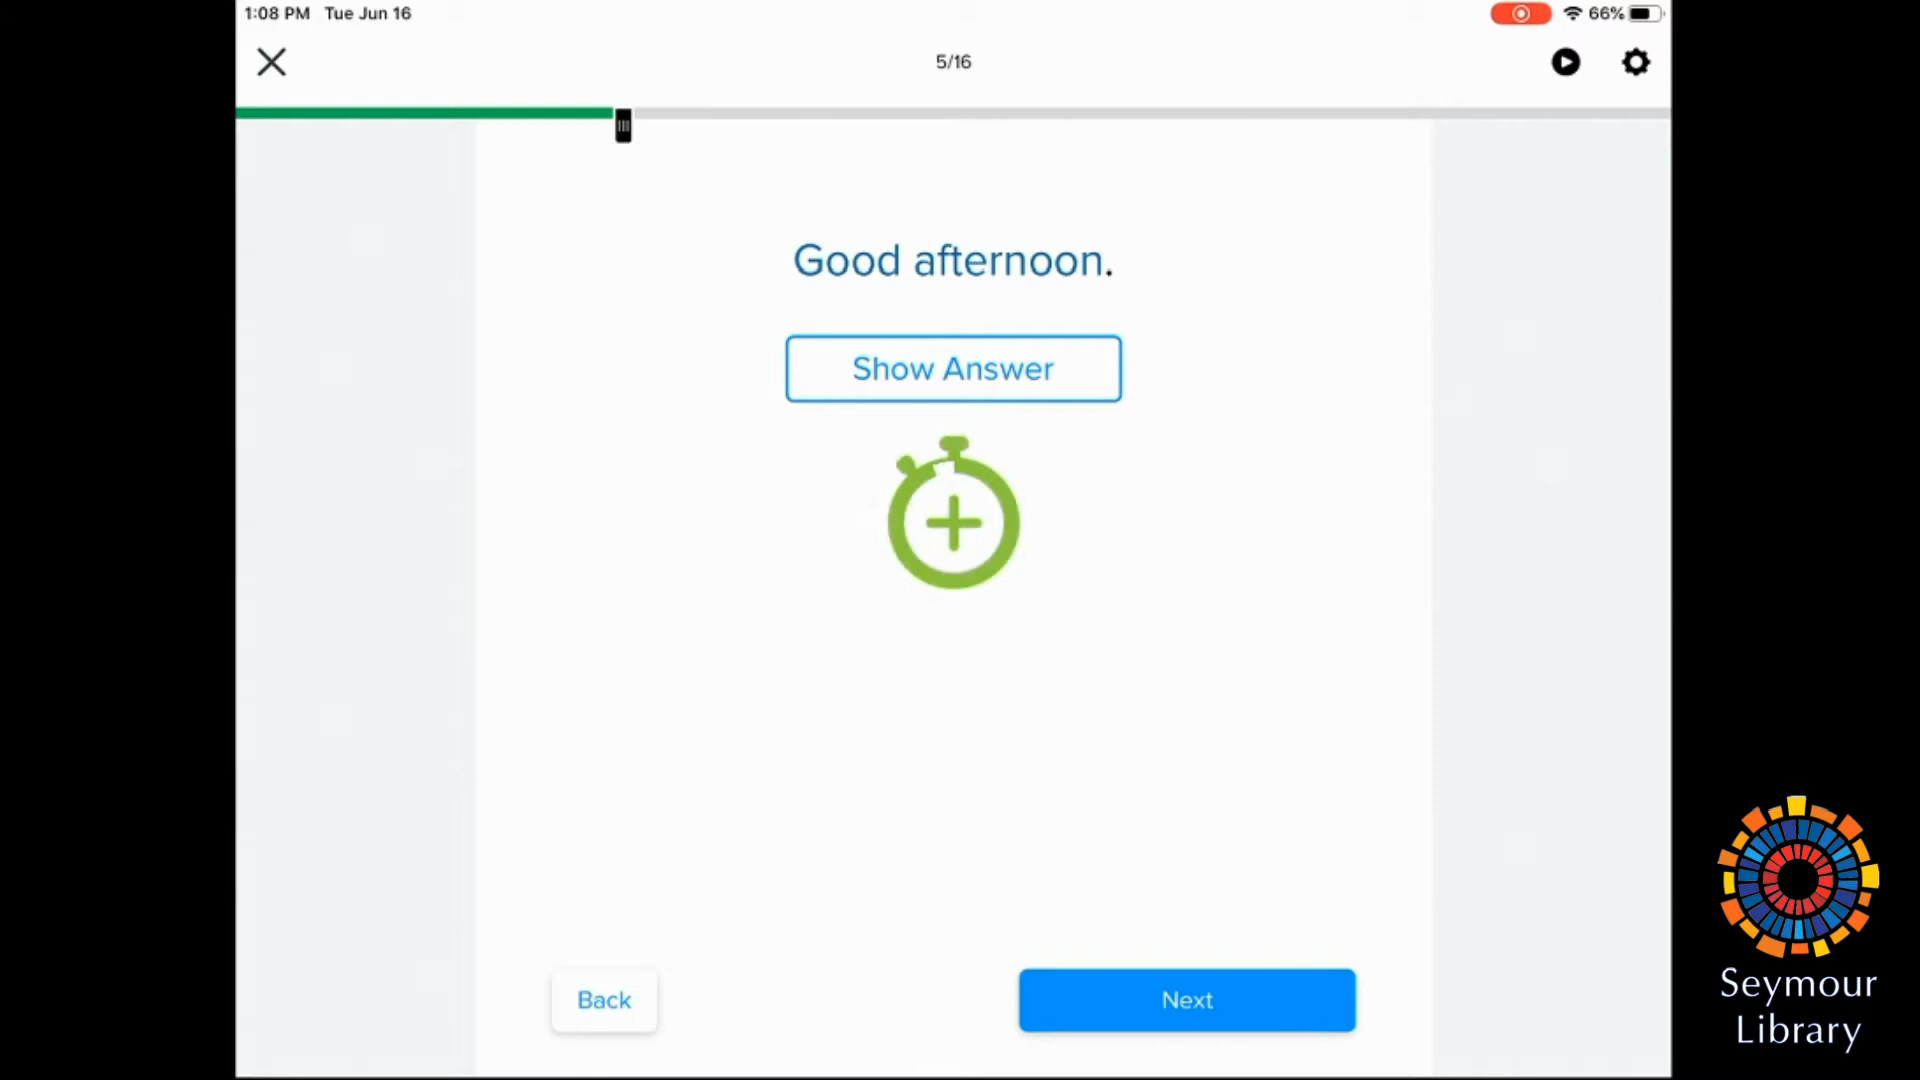 1:08 PM Tue Jun 16
66%
5/16
Good afternoon.
Show Answer
Back
Next
Seymour
Library